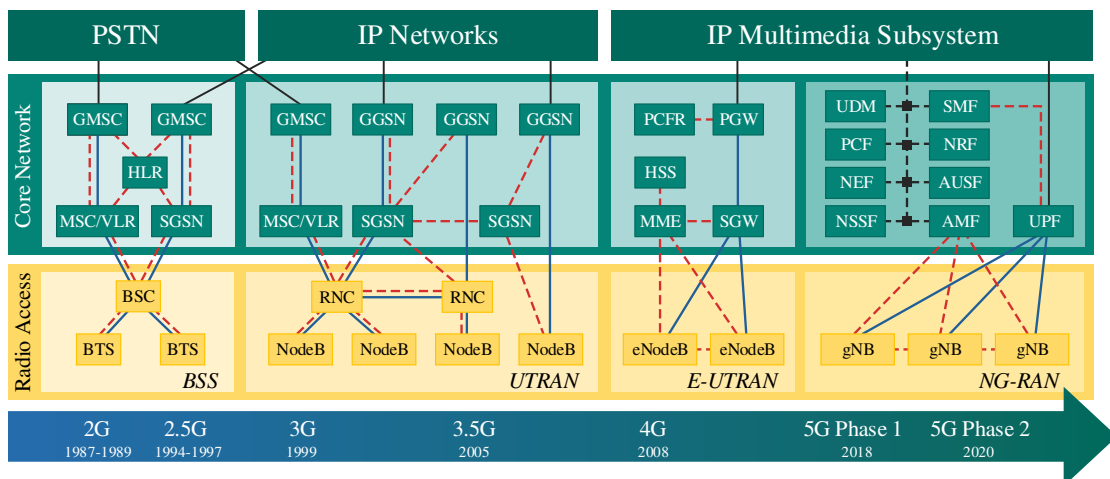 PSTN
IP Networks
IP Multimedia Subsystem
Core Network
GMSC
GMSC
HLR
MSC/VLR
SGSN
GMSC
GGSN
GGSN
GGSN
MSC/VLR
SGSN
SGSN
PCFR
PGW
HSS
MME
SGW
UDM
SMF
PCF
NRF
NEF
AUSF
NSSF
AMF
UPF
Radio Access
BSC
BTS
BTS
BSS
RNC
RNC
NodeB
NodeB
NodeB
NodeB
UTRAN
eNodeB
eNodeB
E-UTRAN
gNB
gNB
gNB
NG-RAN
2G
1987-1989
2.5G
1994-1997
3G
1999
3.5G
2005
4G
2008
5G Phase 1
2018
5G Phase 2
2020